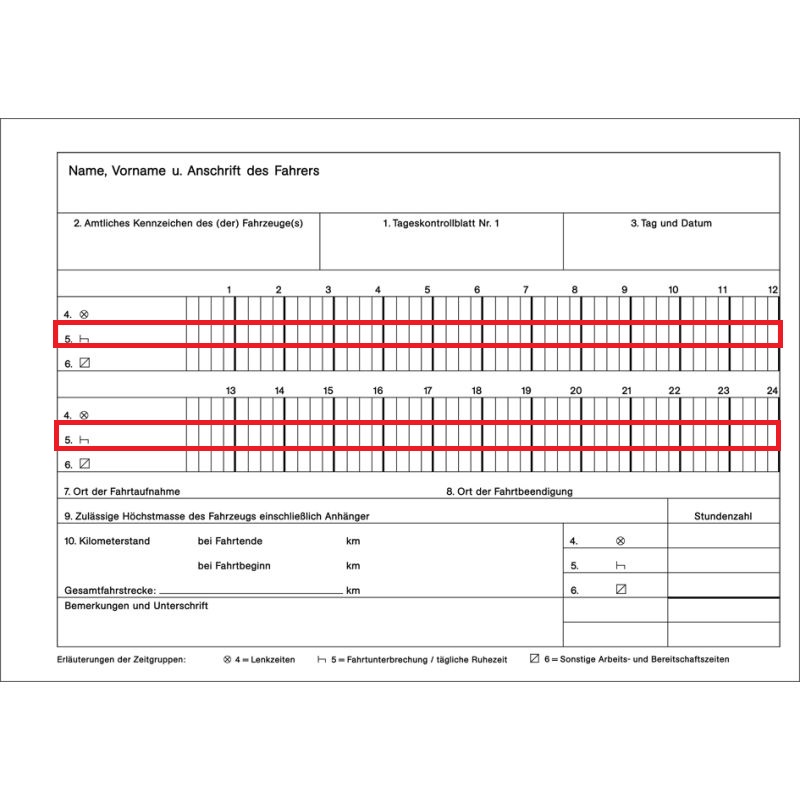 Name, Vorname u. Anschrift des Fahrers
2. Amtliches Kennzeichen des (der) Fahrzeuge(s)
1. Tageskontrollblatt Nr. 1
3. Tag und Datum
1 2 3 4 5 6 7 8 9 10 11 12
4. ⊗
5.
6.
13 14 15 16 17 18 19 20 21 22 23 24
4. ⊗
5.
6.
7. Ort der Fahrtaufnahme
8. Ort der Fahrtbeendigung
9. Zulässige Höchstmasse des Fahrzeugs einschließlich Anhänger
Stundenzahl
10. Kilometerstand bei Fahrtende km
4. ⊗
bei Fahrtbeginn km
5.
Gesamtfahrstrecke: km
6.
Bemerkungen und Unterschrift
Erläuterungen der Zeitgruppen: ⊗ 4 = Lenkzeiten 5 = Fahrtunterbrechung / tägliche Ruhezeit 6 = Sonstige Arbeits- und Bereitschaftszeiten